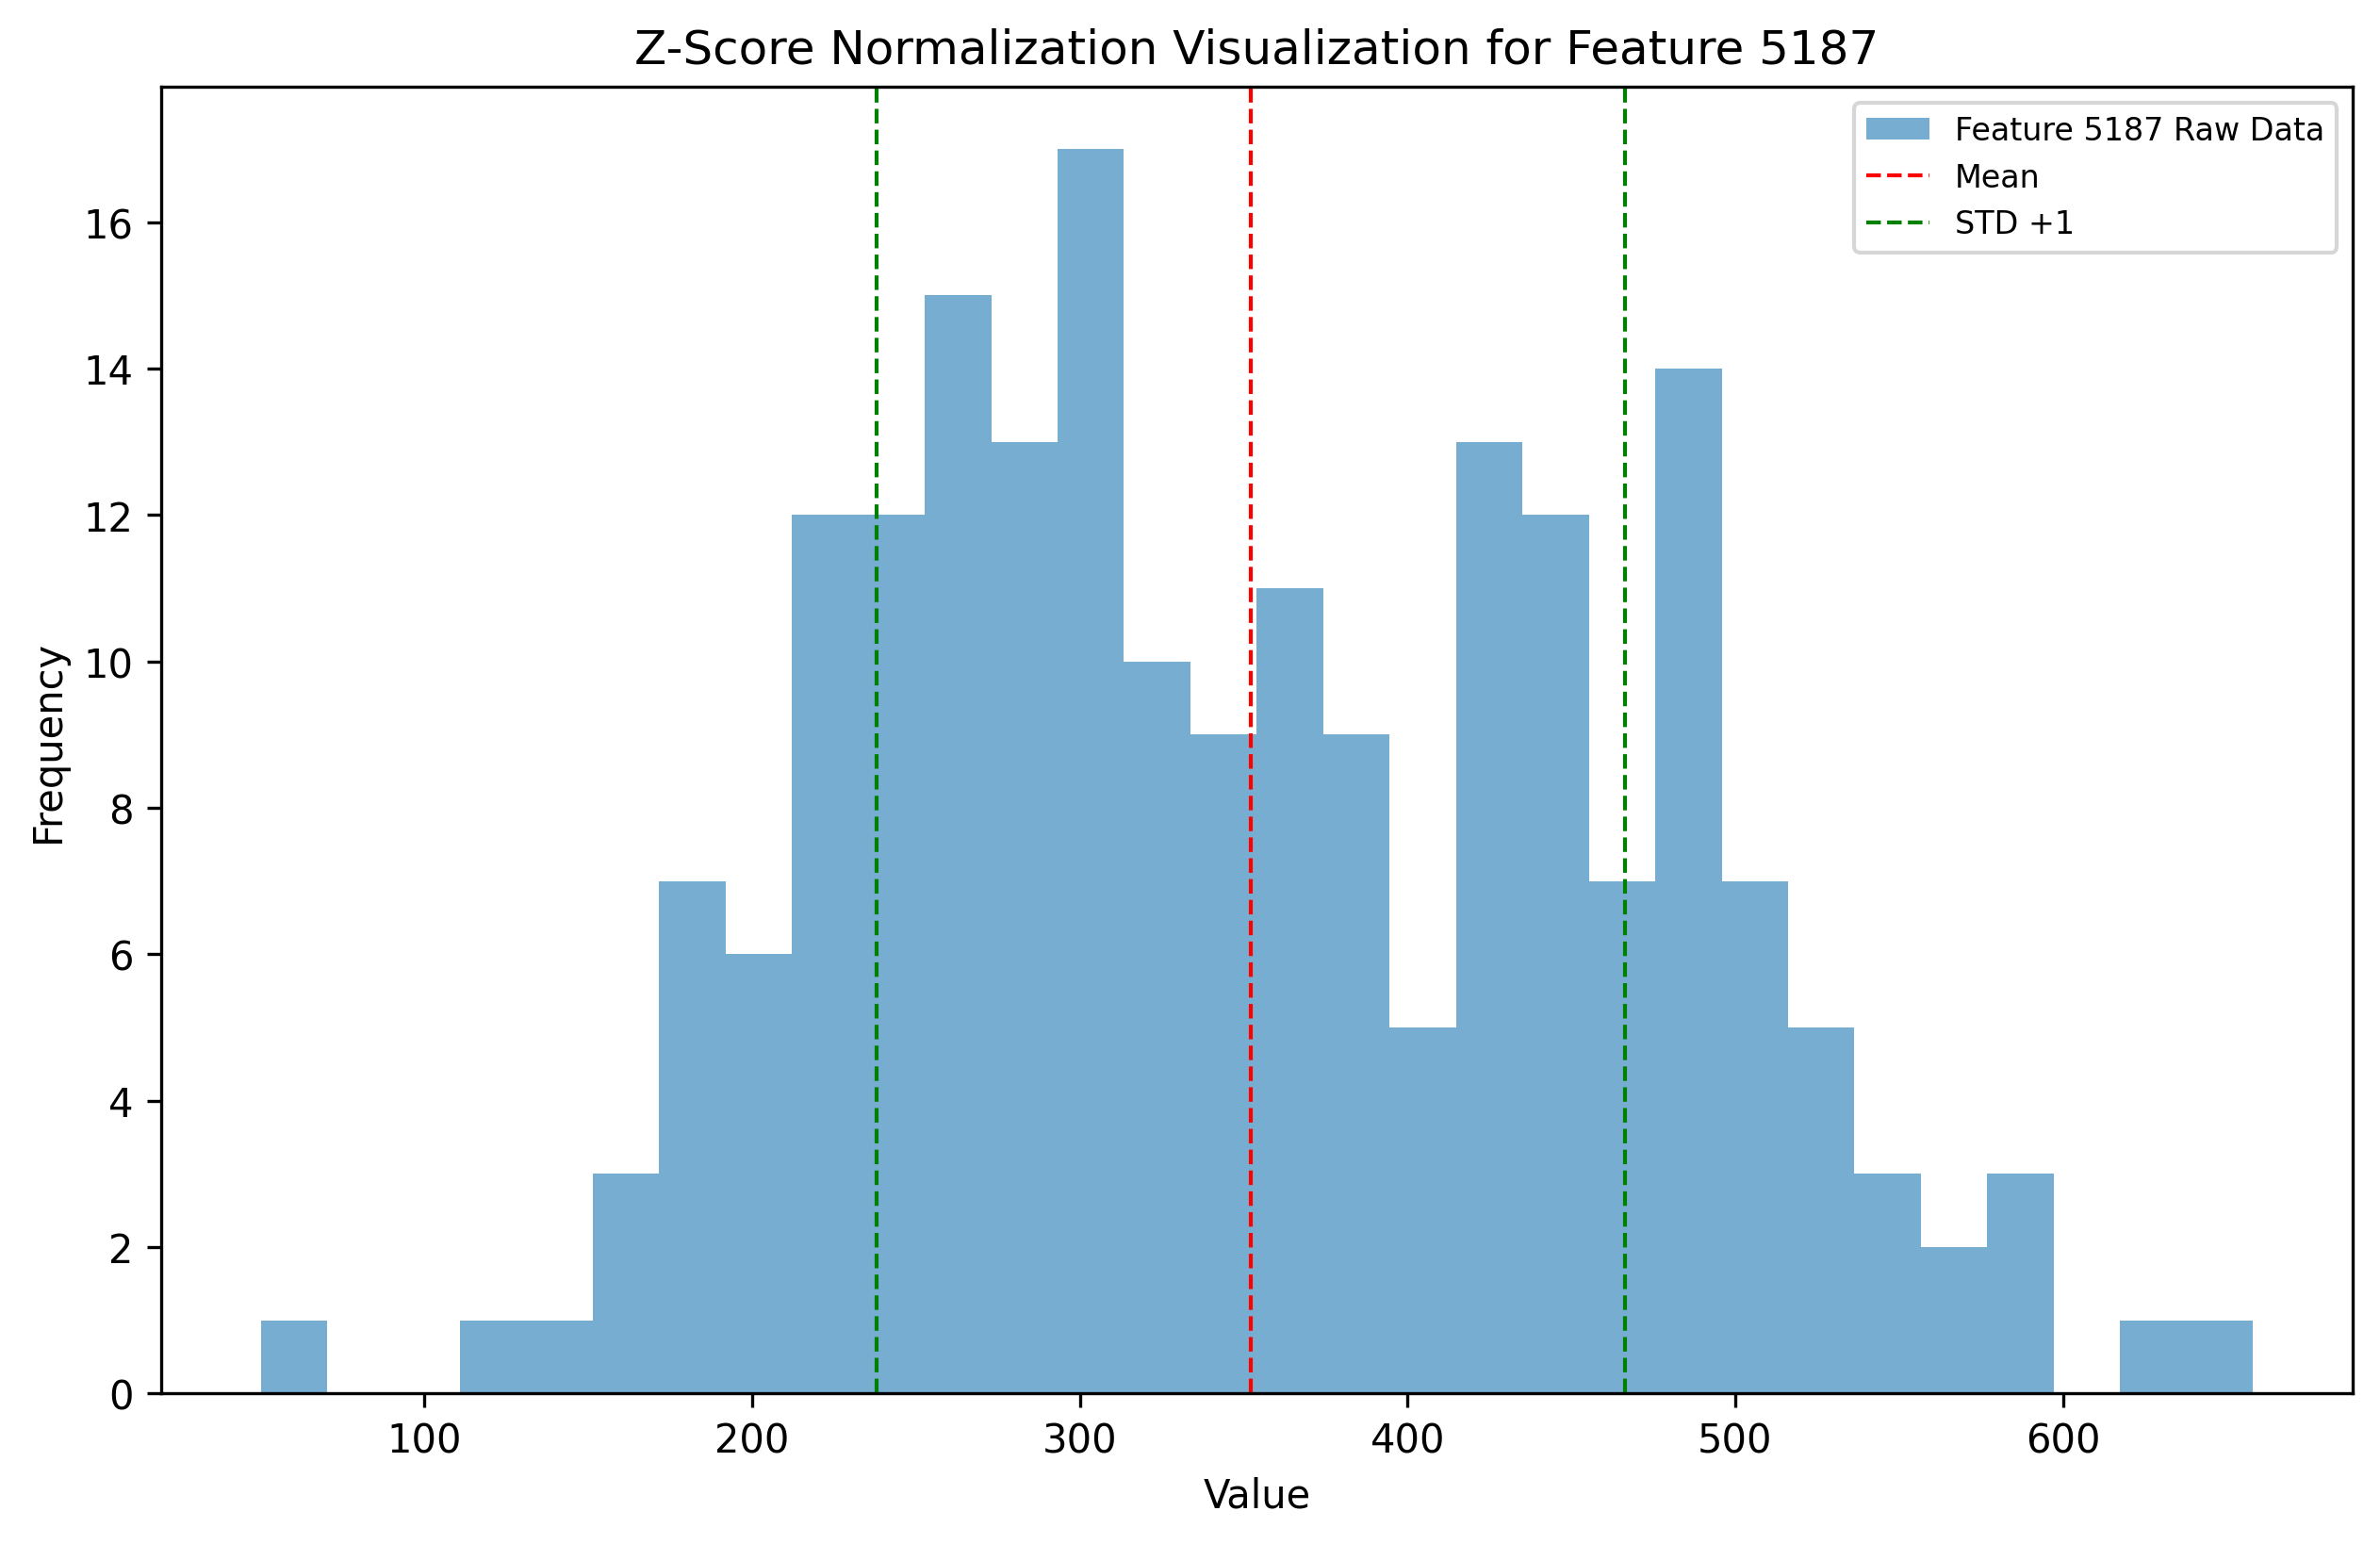 Z-Score Normalization Visualization for Feature 5187
Feature 5187 Raw Data
Mean
STD +1
16
14
12
10
8
6
4
2
0
Frequency
100 200 300 400 500 600
Value